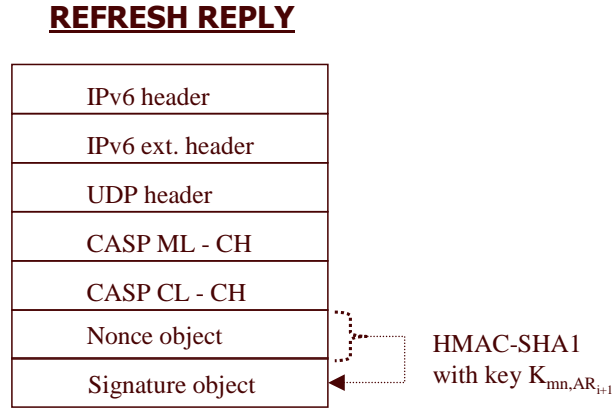 REFRESH REPLY
IPv6 header
IPv6 ext. header
UDP header
CASP ML - CH
CASP CL - CH
Nonce object
Signature object
HMAC-SHA1
with key K_{mn,AR_{i+1}}